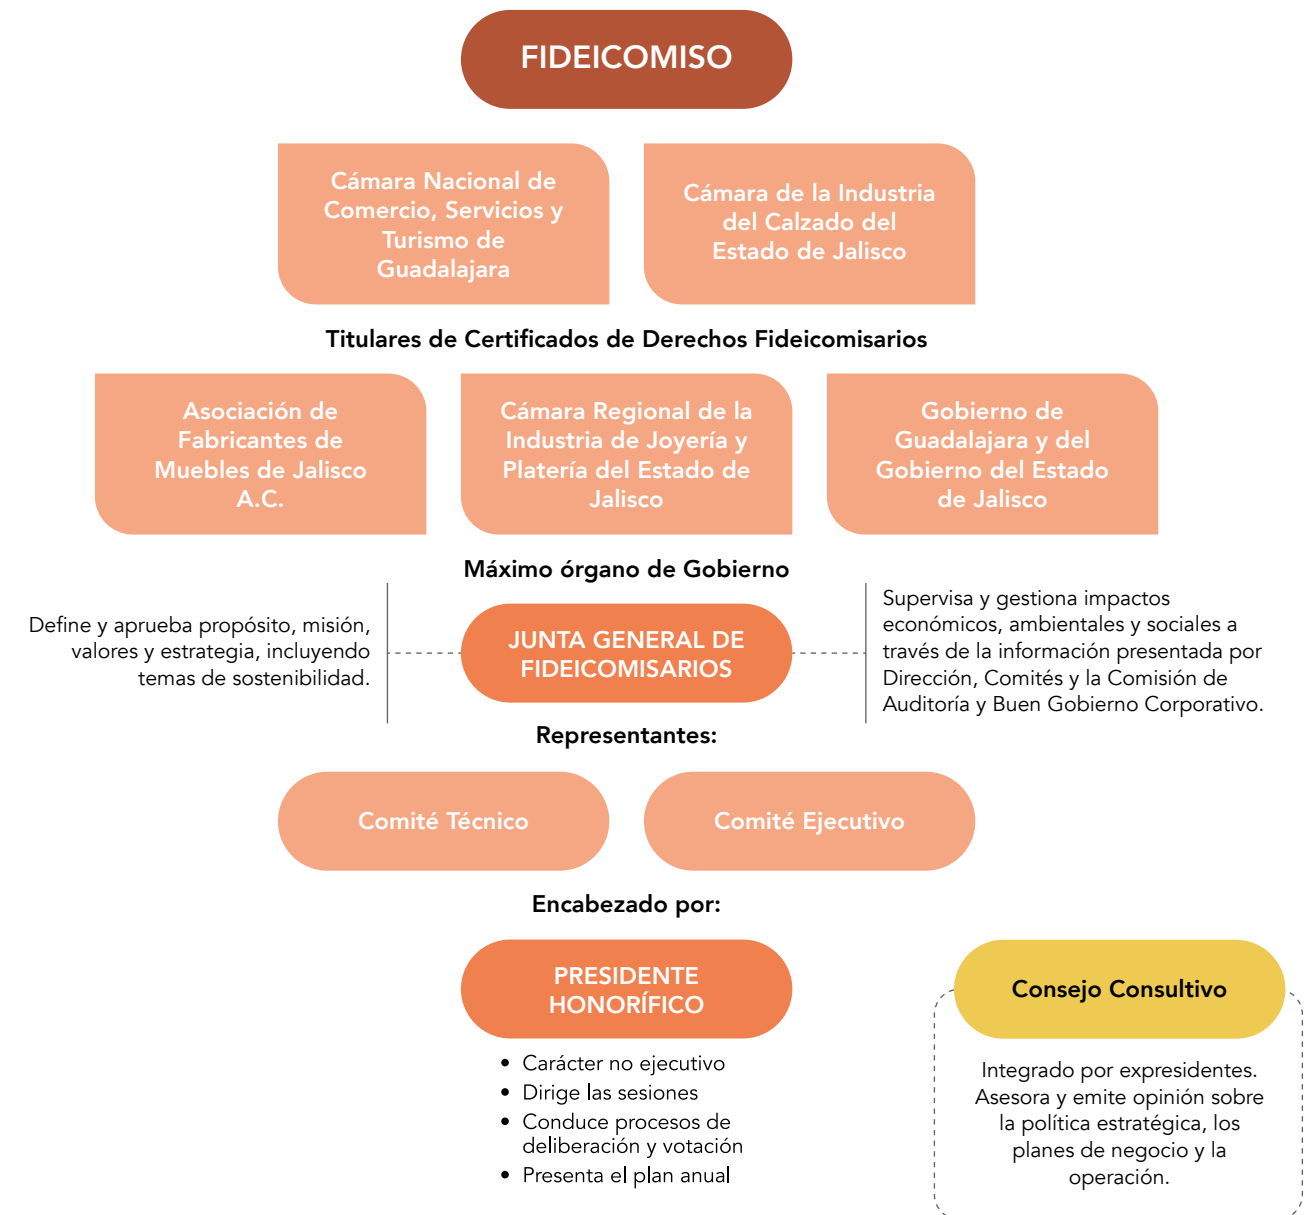 FIDEICOMISO
Cámara Nacional de
Comercio, Servicios y
Turismo de
Guadalajara
Cámara de la Industria
del Calzado del
Estado de Jalisco
Titulares de Certificados de Derechos Fideicomisarios
Asociación de
Fabricantes de
Muebles de Jalisco
A.C.
Cámara Regional de la
Industria de Joyería y
Platería del Estado de
Jalisco
Gobierno de
Guadalajara y del
Gobierno del Estado
de Jalisco
Máximo órgano de Gobierno
Define y aprueba propósito, misión,
valores y estrategia, incluyendo
temas de sostenibilidad.
JUNTA GENERAL DE
FIDEICOMISARIOS
Supervisa y gestiona impactos
económicos, ambientales y sociales a
través de la información presentada por
Dirección, Comités y la Comisión de
Auditoría y Buen Gobierno Corporativo.
Representantes:
Comité Técnico
Comité Ejecutivo
Encabezado por:
PRESIDENTE
HONORÍFICO
• Carácter no ejecutivo
• Dirige las sesiones
• Conduce procesos de
deliberación y votación
• Presenta el plan anual
Consejo Consultivo
Integrado por expresidentes.
Asesora y emite opinión sobre
la política estratégica, los
planes de negocio y la
operación.